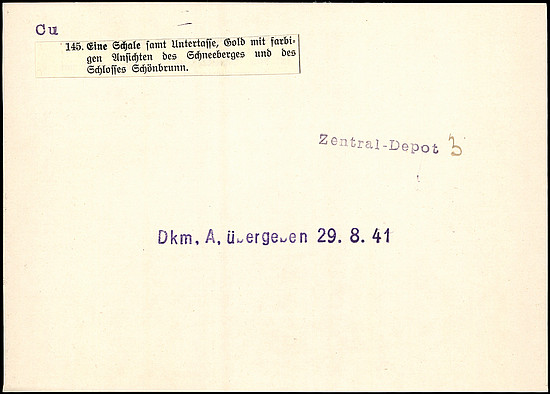 Cu
145. Eine Schale samt Untertasse, Gold mit farbi-
gen Ansichten des Schneeberges und des
Schlosses Schönbrunn.
Zentral-Depot 3
Dkm. A. übergeben 29. 8. 41